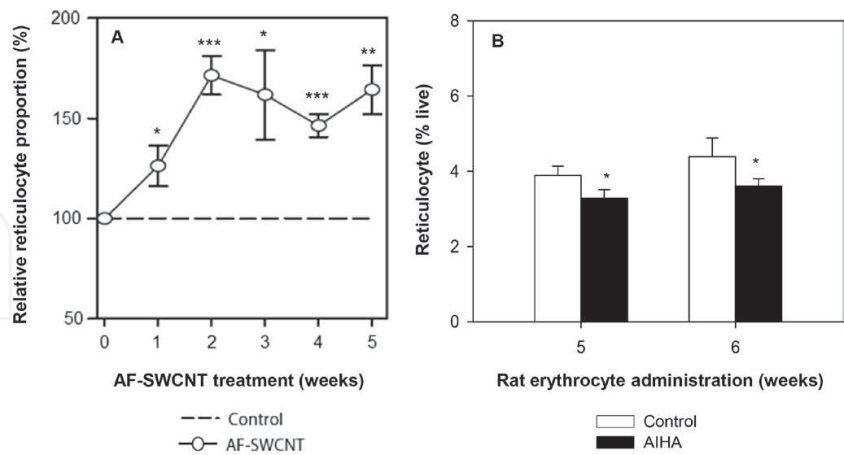 A
Relative reticulocyte proportion (%)
200
150
100
50
*
***
*
***
**
0 1 2 3 4 5
AF-SWCNT treatment (weeks)
Control
AF-SWCNT
B
Reticulocyte (% live)
8
6
4
2
0
*
*
5 6
Rat erythrocyte administration (weeks)
Control
AIHA